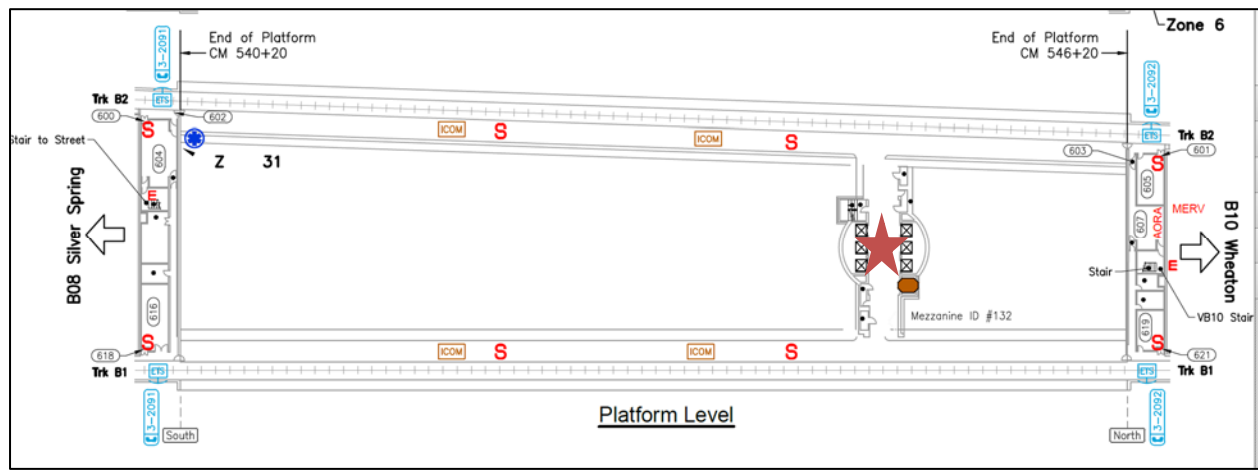 Zone 6
3-2091
End of Platform
CM 540+20
End of Platform
CM 546+20
3-2092
Trk B2
ETS
600
602
ICOM
S
ICOM
S
ETS
Trk B2
S
Stair to Street
604
Z 31
603
601
S
605
E
B08 Silver Spring
607
AORA
MERV
B10 Wheaton
E
Stair
616
Mezzanine ID #132
VB10 Stair
619
S
618
ICOM
S
ICOM
S
S
621
Trk B1
ETS
ETS
Trk B1
3-2091
South
Platform Level
North
3-2092